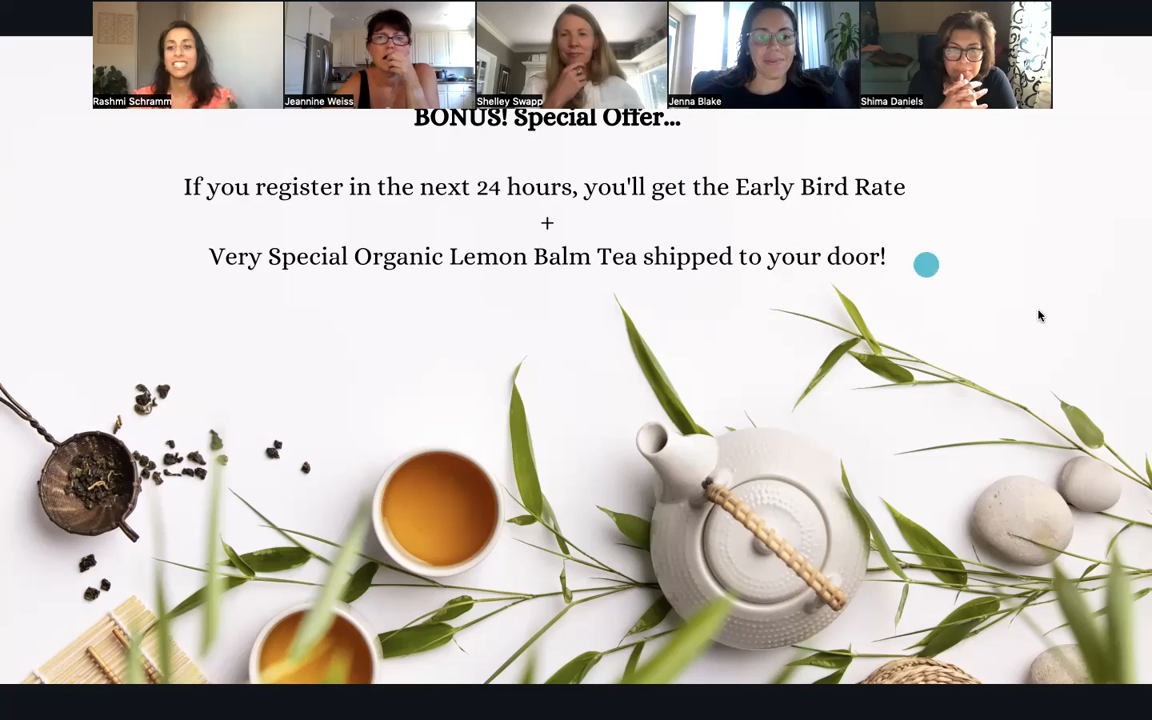 Rashmi Schramm
Jeannine Weiss
Shelley Swapp
Jenna Blake
Shima Daniels
BONUS! Special Offer...
If you register in the next 24 hours, you'll get the Early Bird Rate
+
Very Special Organic Lemon Balm Tea shipped to your door!